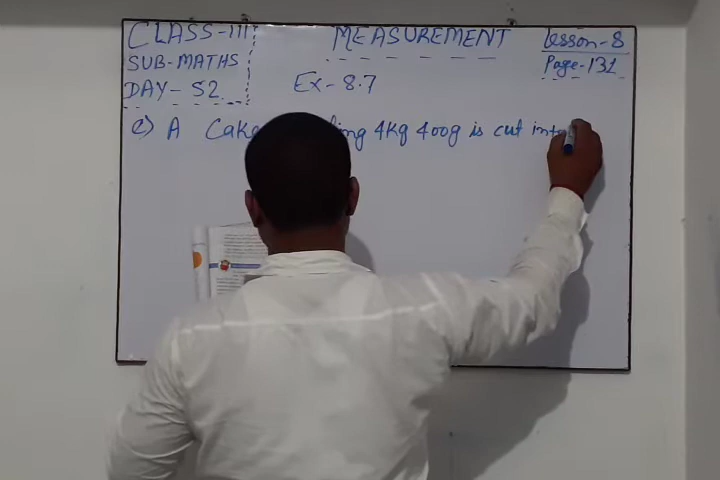 CLASS-III
SUB-MATHS
DAY-52
MEASUREMENT
Ex-8.7
Lesson-8
Page-131
e) A Cake 4kg 400g is cut into